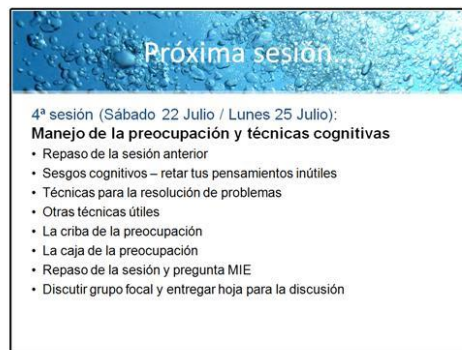 Próxima sesión...
4ª sesión (Sábado 22 Julio / Lunes 25 Julio):
Manejo de la preocupación y técnicas cognitivas
• Repaso de la sesión anterior
• Sesgos cognitivos – retar tus pensamientos inútiles
• Técnicas para la resolución de problemas
• Otras técnicas útiles
• La criba de la preocupación
• La caja de la preocupación
• Repaso de la sesión y pregunta MIE
• Discutir grupo focal y entregar hoja para la discusión